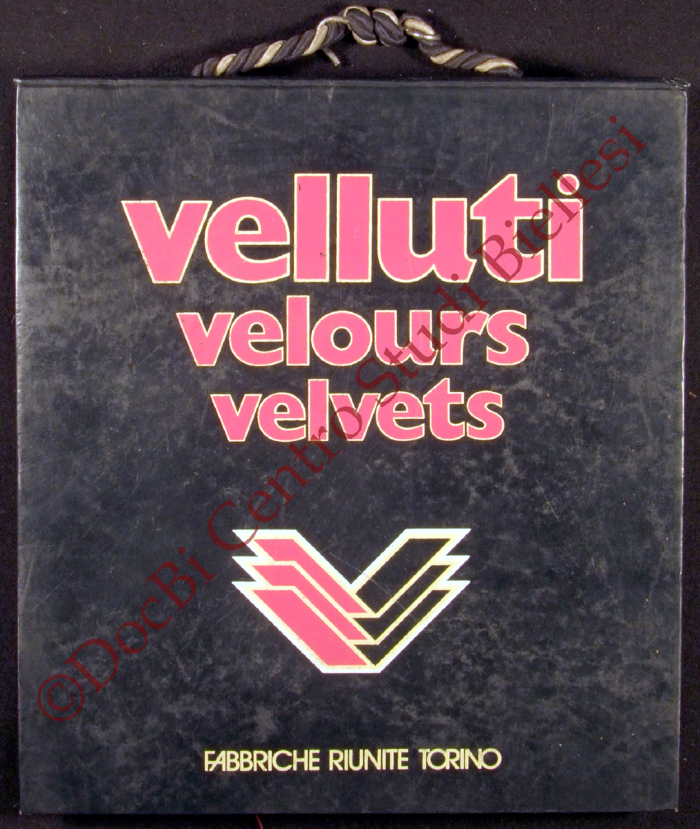 velluti
velours
velvets
FABBRICHE RIUNITE TORINO
©DocBi Centro Studi Biellesi